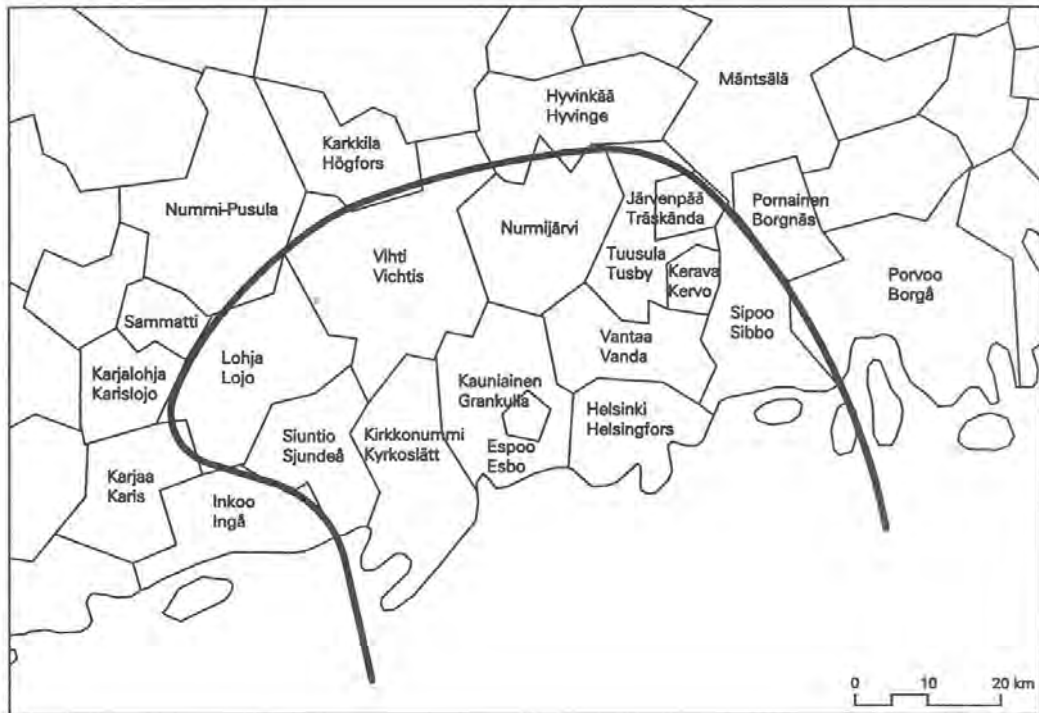 Mäntsälä
Hyvinkää
Hyvinge
Karkkila
Högfors
Nummi-Pusula
Nurmijärvi
Järvenpää
Träskända
Pornainen
Borgnäs
Vihti
Vichtis
Tuusula
Tusby
Kerava
Kervo
Porvoo
Borgå
Sammatti
Sipoo
Sibbo
Vantaa
Vanda
Lohja
Lojo
Karjalohja
Karislojo
Kauniainen
Grankulla
Helsinki
Helsingfors
Siuntio
Sjundeå
Kirkkonummi
Kyrkoslätt
Espoo
Esbo
Karjaa
Karis
Inkoo
Ingå
0 10 20 km